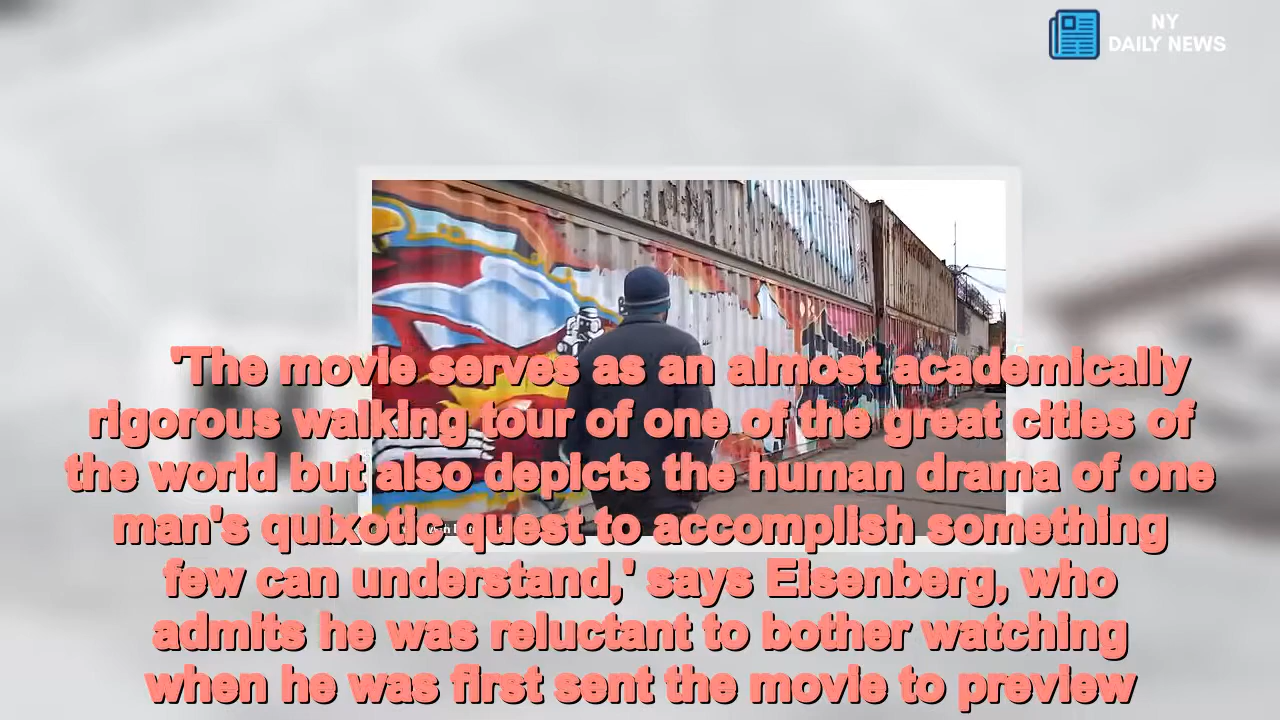 NY
DAILY NEWS
'The movie serves as an almost academically
rigorous walking tour of one of the great cities of
the world but also depicts the human drama of one
man's quixotic quest to accomplish something
few can understand,' says Eisenberg, who
admits he was reluctant to bother watching
when he was first sent the movie to preview